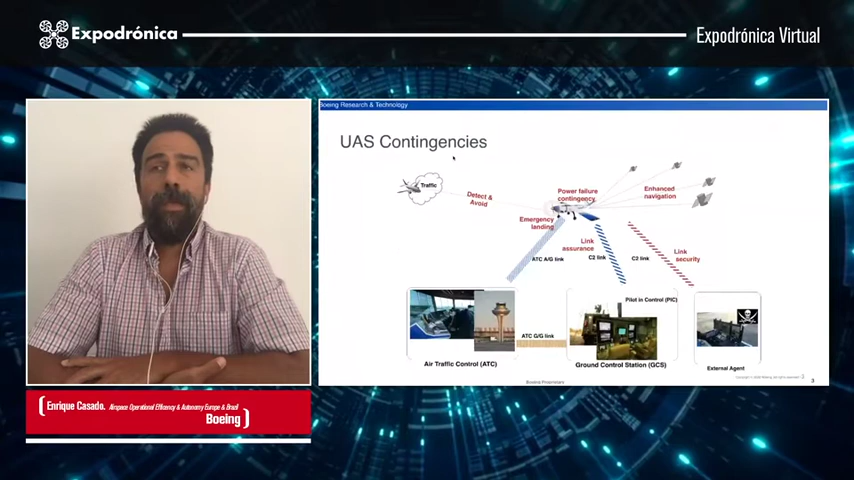 Expodrónica
Expodrónica Virtual
Boeing Research & Technology
UAS Contingencies
Traffic
Detect &
Avoid
Power failure
contingency
Enhanced
navigation
Emergency
landing
Link
assurance
Link
security
ATC A/G link
C2 link
C2 link
Pilot in Control (PIC)
ATC G/G link
Air Traffic Control (ATC)
Ground Control Station (GCS)
External Agent
Boeing Proprietary
3
Enrique Casado. Airspace Operational Efficiency & Autonomy Europe & Brazil
Boeing